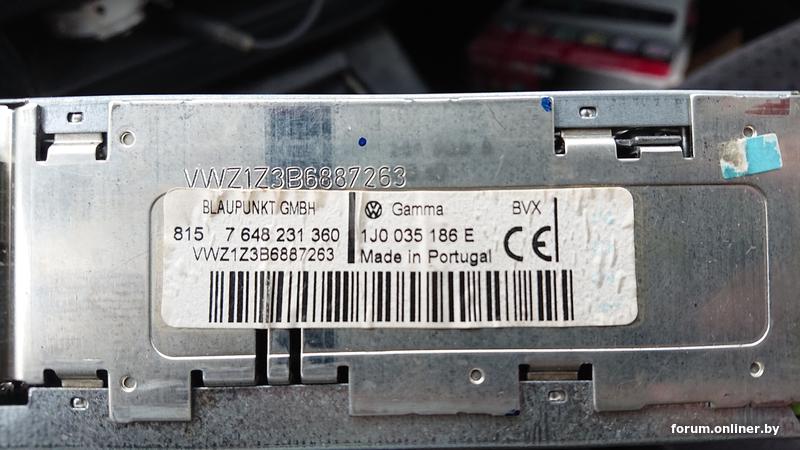 VWZ1Z3B6887263
BLAUPUNKT GMBH
Gamma
BVX
815 7 648 231 360
1J0 035 186 E
CE
VWZ1Z3B6887263
Made in Portugal
forum.onliner.by